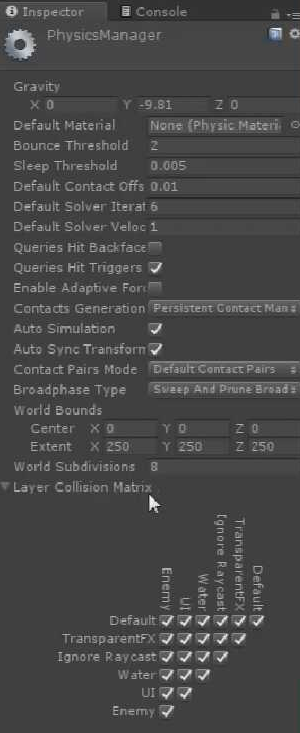 Inspector Console
PhysicsManager
Gravity
X 0 Y -9.81 Z 0
Default Material None (Physic Materi
Bounce Threshold 2
Sleep Threshold 0.005
Default Contact Offs 0.01
Default Solver Iterat 6
Default Solver Veloc 1
Queries Hit Backface
Queries Hit Triggers
Enable Adaptive Forc
Contacts Generation Persistent Contact Man
Auto Simulation
Auto Sync Transform
Contact Pairs Mode Default Contact Pairs
Broadphase Type Sweep And Prune Broad
World Bounds
Center X 0 Y 0 Z 0
Extent X 250 Y 250 Z 250
World Subdivisions 8
Layer Collision Matrix
Enemy
UI
Water
Ignore Raycast
TransparentFX
Default
Default
TransparentFX
Ignore Raycast
Water
UI
Enemy